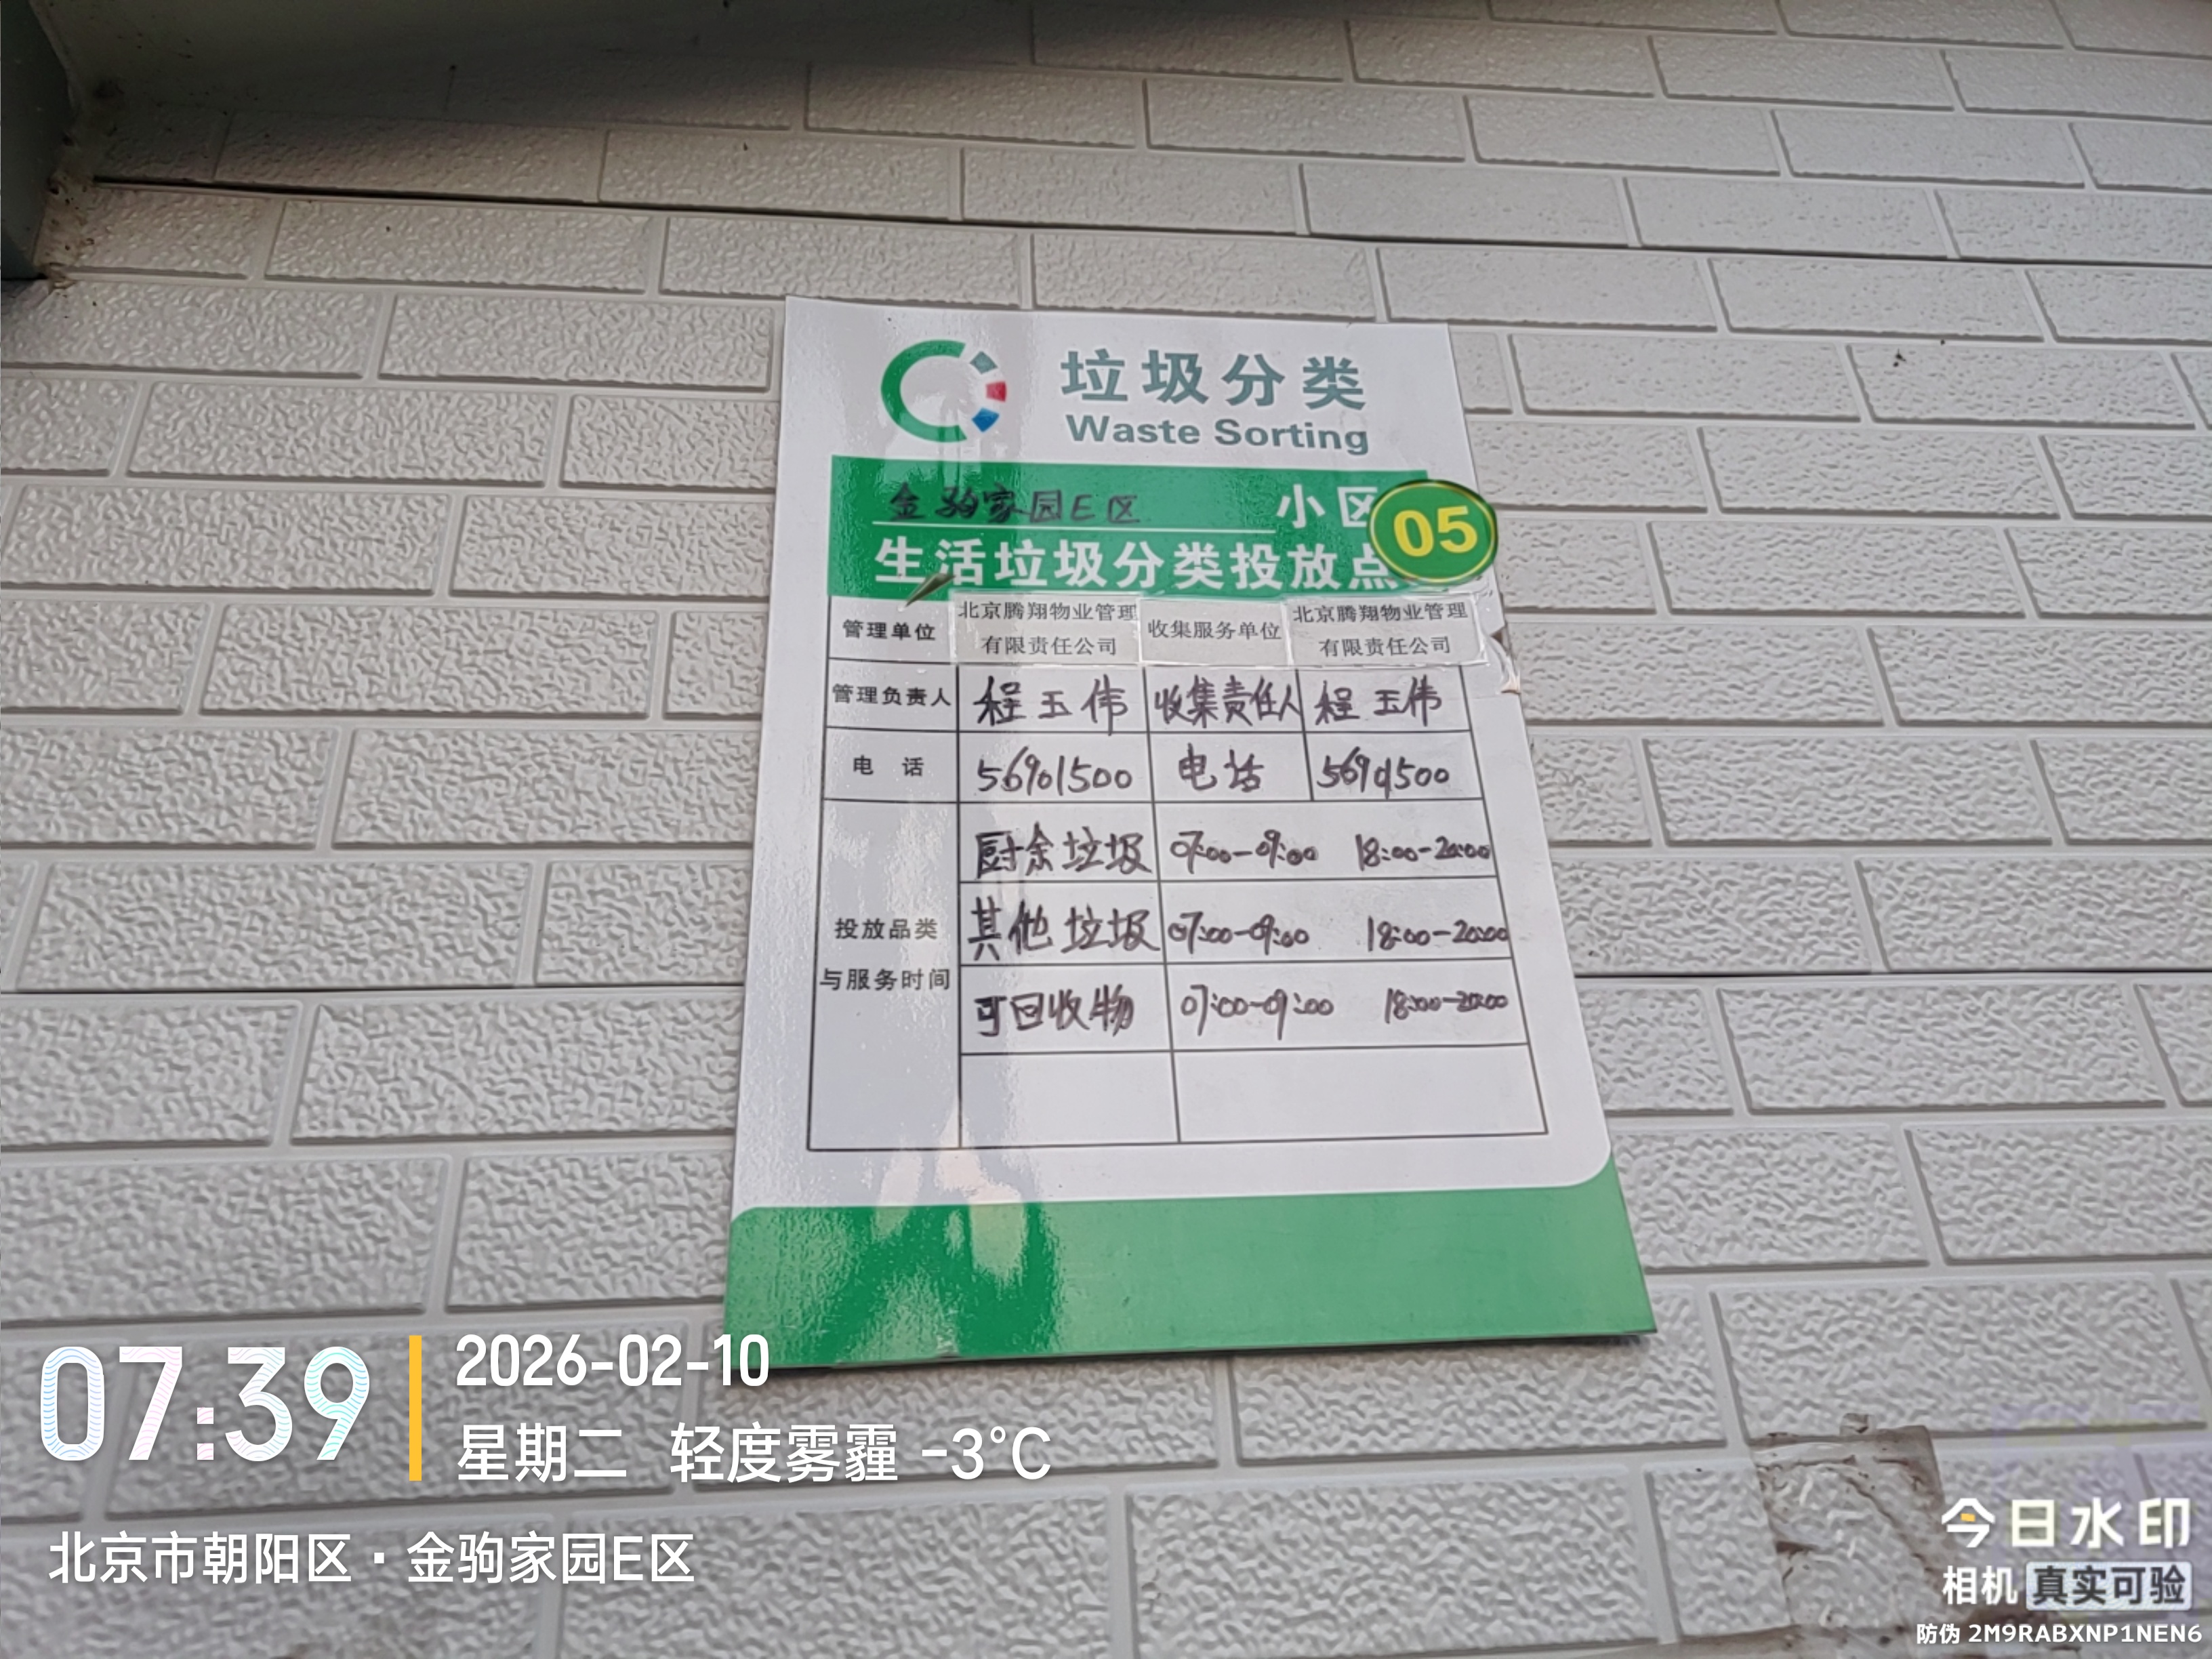 垃圾分类
Waste Sorting
金驹家园E区 小区
05
生活垃圾分类投放点
管理单位 北京腾翔物业管理有限责任公司 收集服务单位 北京腾翔物业管理有限责任公司
管理负责人 程玉伟 收集责任人 程玉伟
电 话 56901500 电话 56901500
投放品类与服务时间
厨余垃圾 07:00-09:00 18:00-20:00
其他垃圾 07:00-09:00 18:00-20:00
可回收物 07:00-09:00 18:00-20:00
07:39
2026-02-10
星期二 轻度雾霾 -3°C
北京市朝阳区·金驹家园E区
今日水印
相机 真实可验
防伪 2M9RABXNP1NEN6